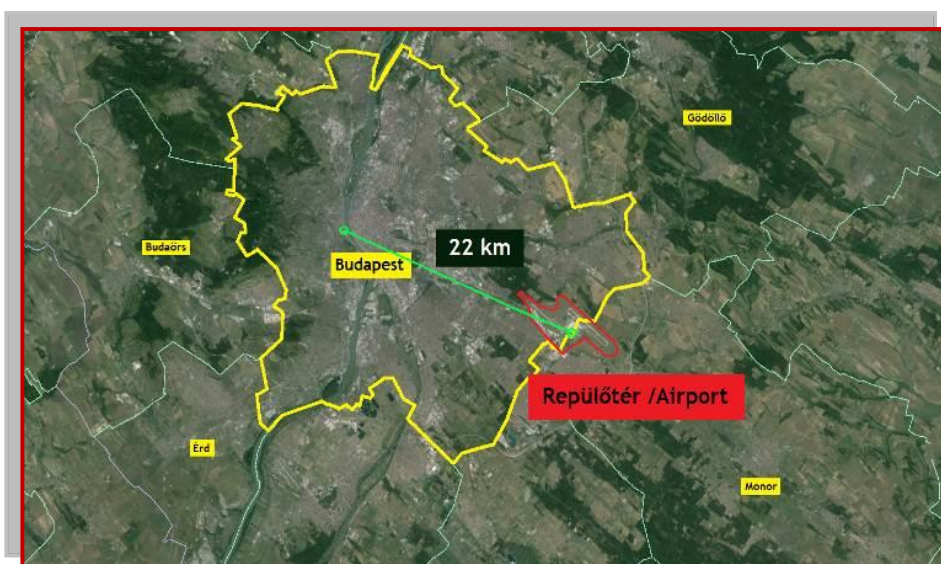 Gödöllő
Budaörs
22 km
Budapest
Repülőtér /Airport
Érd
Monor